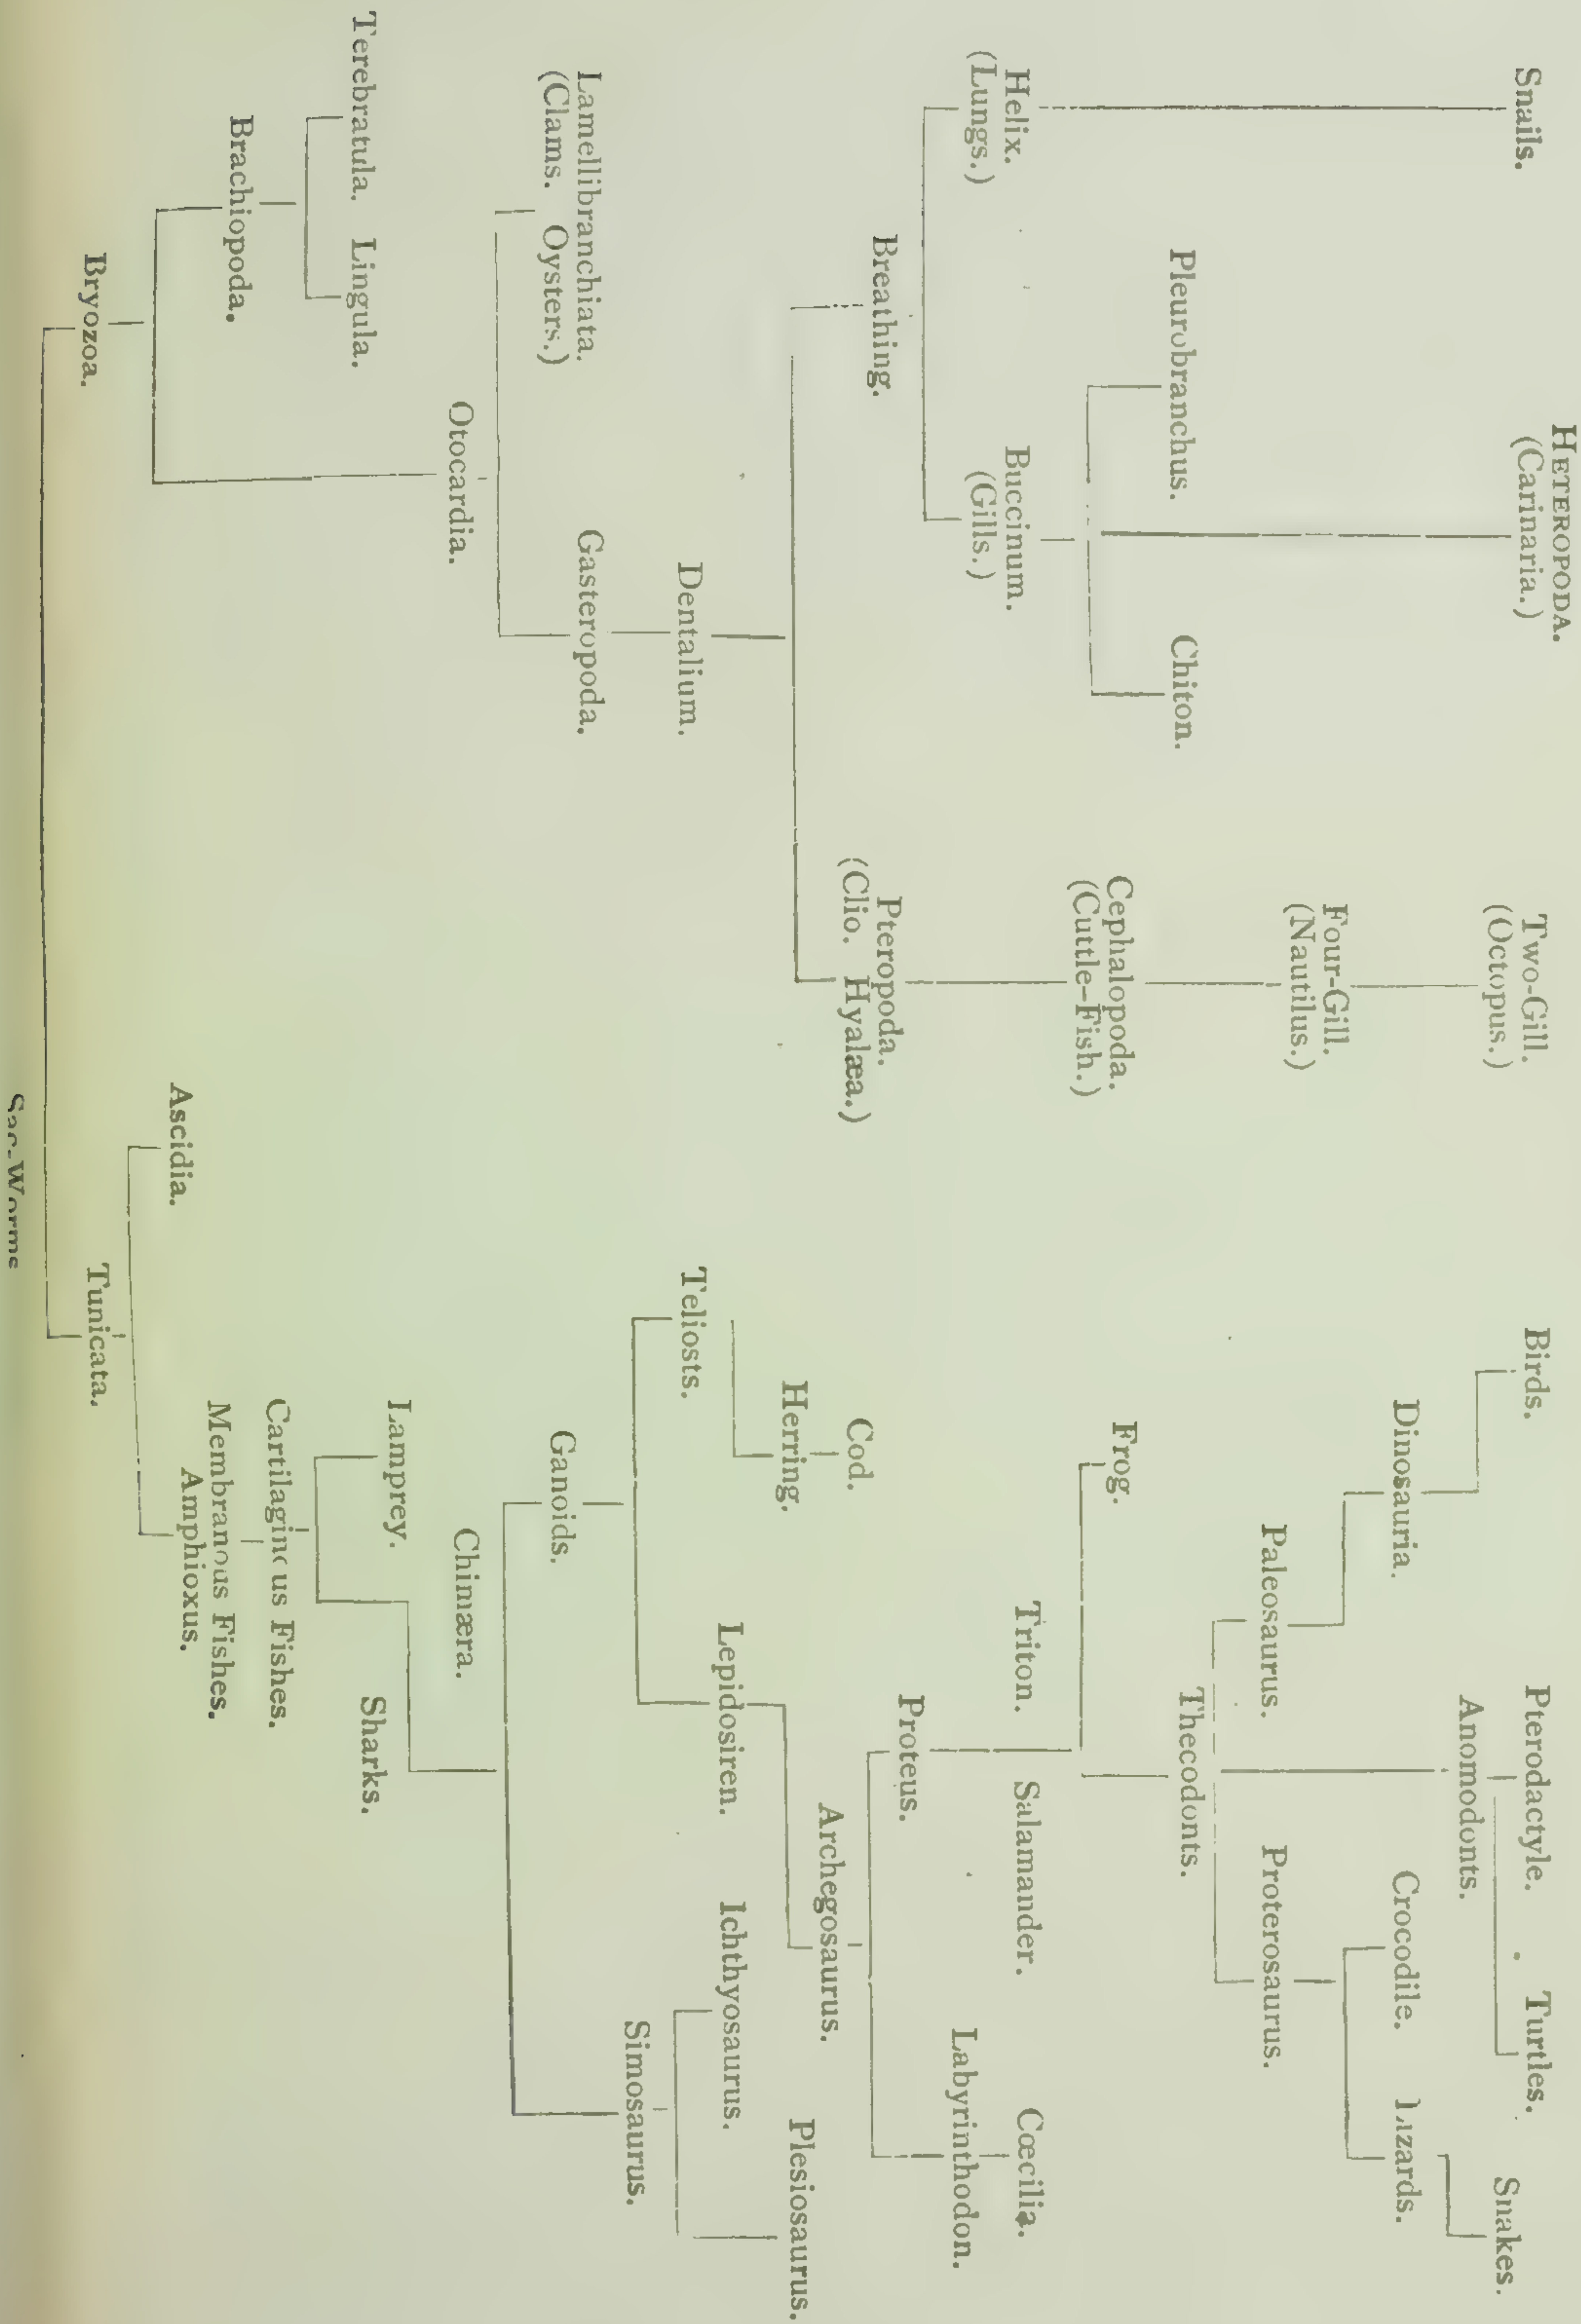 HETEROPODA.
Snails.
(Carinaria.)
Two-Gill.
(Octopus.)
Birds.
Pterodactyle.
Turtles.
Snakes.
Anomodonts.
Dinosauria.
Crocodile.
Lizards.
Four-Gill.
(Nautilus.)
Paleosaurus.
Proterosaurus.
Pleurobranchus.
Chiton.
Thecodonts.
Cephalopoda.
(Cuttle-Fish.)
Frog.
Helix.
(Lungs.)
Buccinum.
(Gills.)
Triton.
Salamander.
Cœcilia.
Labyrinthodon.
Proteus.
Breathing.
Pteropoda.
(Clio. Hyalæa.)
Cod.
Archegosaurus.
Herring.
Plesiosaurus.
Lepidosiren.
Ichthyosaurus.
Dentalium.
Teliosts.
Simosaurus.
Lamellibranchiata.
(Clams. Oysters.)
Gasteropoda.
Ganoids.
Otocardia.
Chimæra.
Terebratula. Lingula.
Lamprey.
Sharks.
Cartilaginous Fishes.
Brachiopoda.
Membranous Fishes.
Amphioxus.
Ascidia.
Bryozoa.
Tunicata.
Sac-Worms